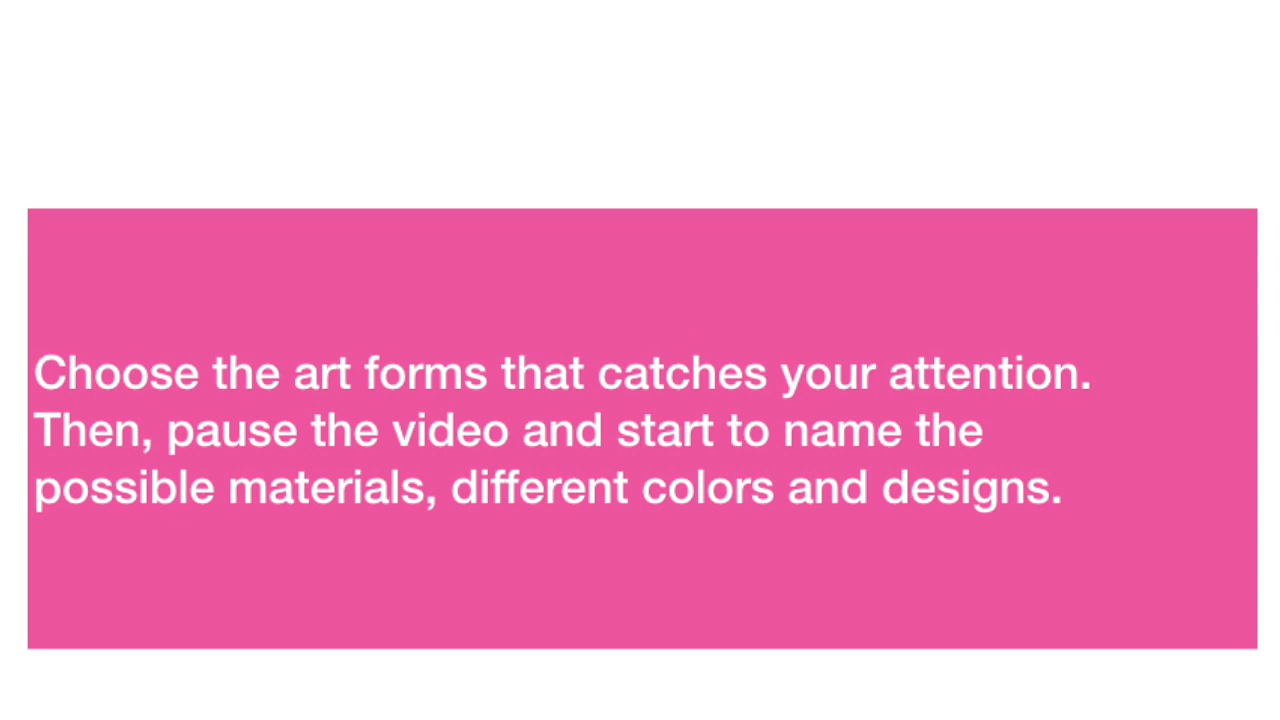 Choose the art forms that catches your attention.
Then, pause the video and start to name the
possible materials, different colors and designs.